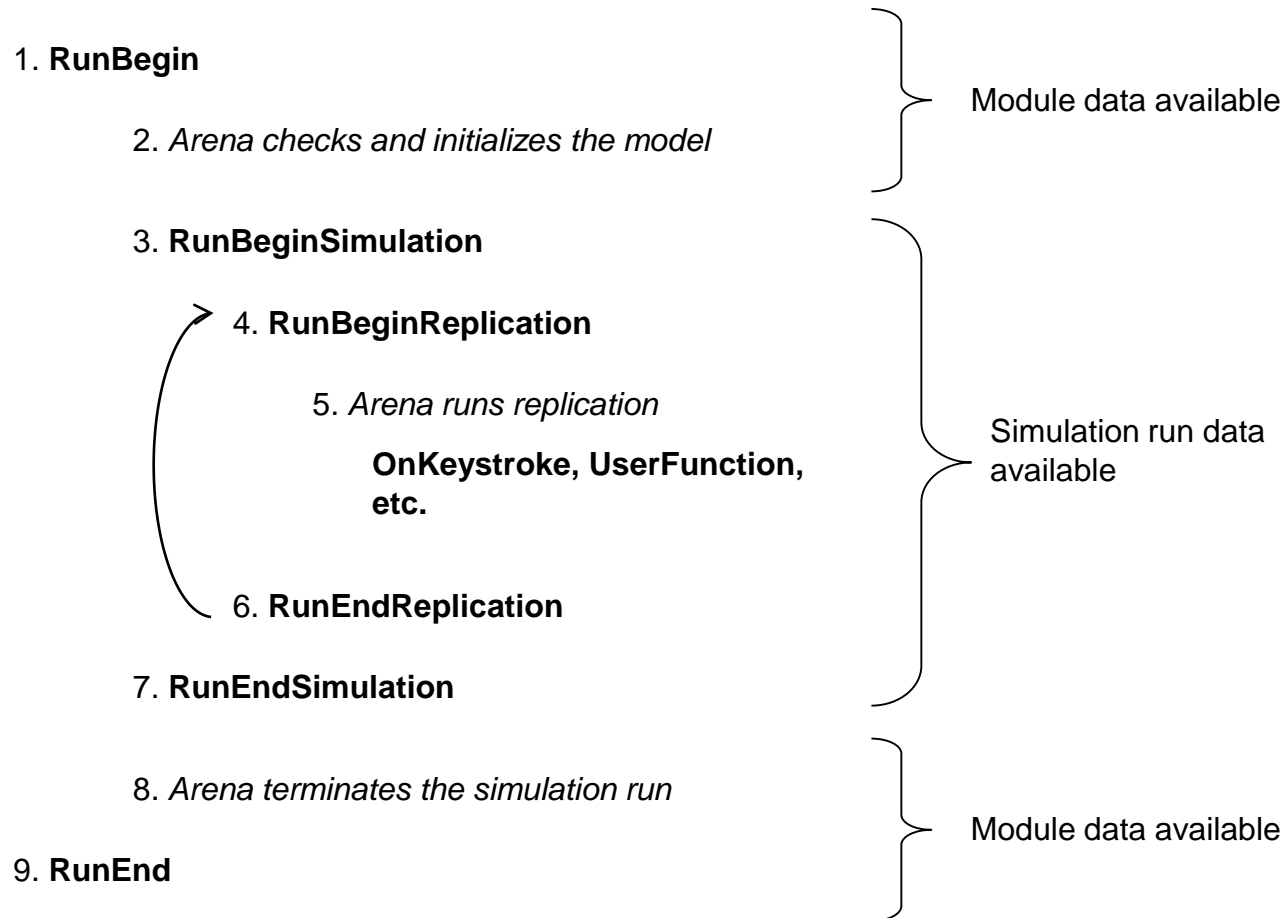 1. RunBegin
Module data available
2. Arena checks and initializes the model
3. RunBeginSimulation
4. RunBeginReplication
5. Arena runs replication
OnKeystroke, UserFunction,
etc.
Simulation run data
available
6. RunEndReplication
7. RunEndSimulation
8. Arena terminates the simulation run
Module data available
9. RunEnd